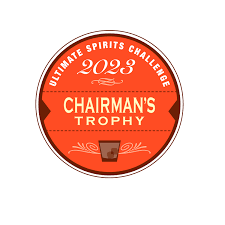 ULTIMATE SPIRITS CHALLENGE
2023
CHAIRMAN'S
TROPHY